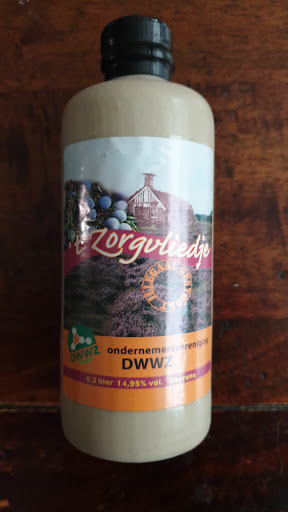 't Zorgvliedje
ondernemersvereniging
DWWZ
DWWZ
0,2 liter 14,95% vol.